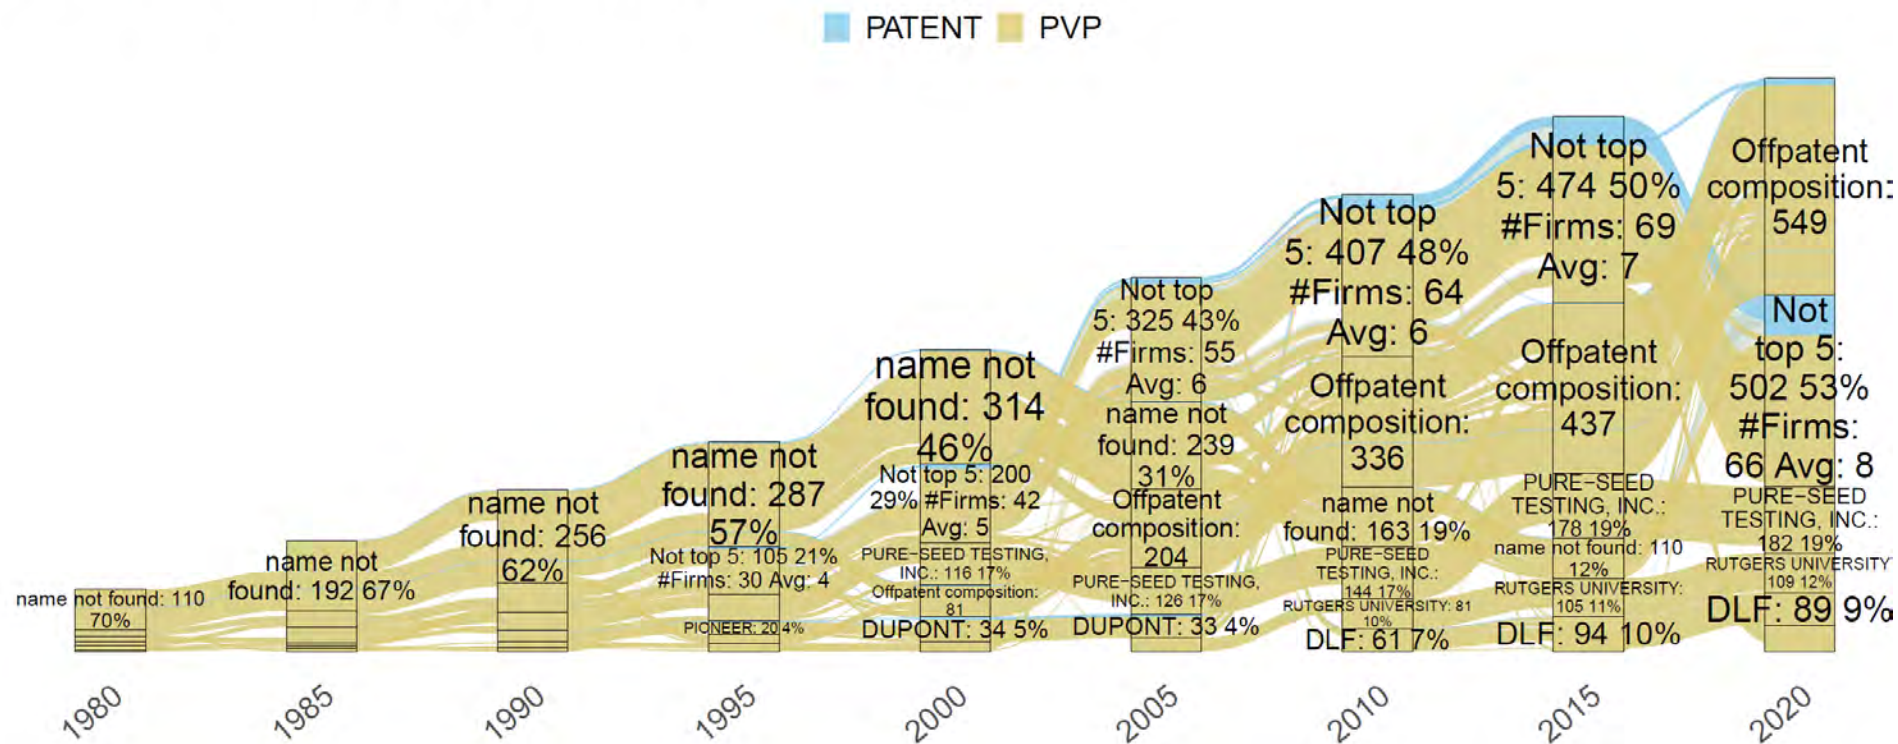 PATENT PVP
name not found: 110
70%
name not
found: 192 67%
name not
found: 256
62%
name not
found: 287
57%
Not top 5: 105 21%
#Firms: 30 Avg: 4
PIONEER: 20 4%
name not
found: 314
46%
Not top 5: 200
29% #Firms: 42
Avg: 5
PURE−SEED TESTING,
INC.: 116 17%
Offpatent composition:
81
DUPONT: 34 5%
Not top
5: 325 43%
#Firms: 55
Avg: 6
name not
found: 239
31%
Offpatent
composition:
204
PURE−SEED TESTING,
INC.: 126 17%
DUPONT: 33 4%
Not top
5: 407 48%
#Firms: 64
Avg: 6
Offpatent
composition:
336
name not
found: 163 19%
PURE−SEED
TESTING, INC.:
144 17%
RUTGERS UNIVERSITY: 81
10%
DLF: 61 7%
Not top
5: 474 50%
#Firms: 69
Avg: 7
Offpatent
composition:
437
PURE−SEED
TESTING, INC.:
178 19%
name not found: 110
12%
RUTGERS UNIVERSITY:
105 11%
DLF: 94 10%
Offpatent
composition:
549
Not
top 5:
502 53%
#Firms:
66 Avg: 8
PURE−SEED
TESTING, INC.:
182 19%
RUTGERS UNIVERSITY
109 12%
DLF: 89 9%
1980
1985
1990
1995
2000
2005
2010
2015
2020